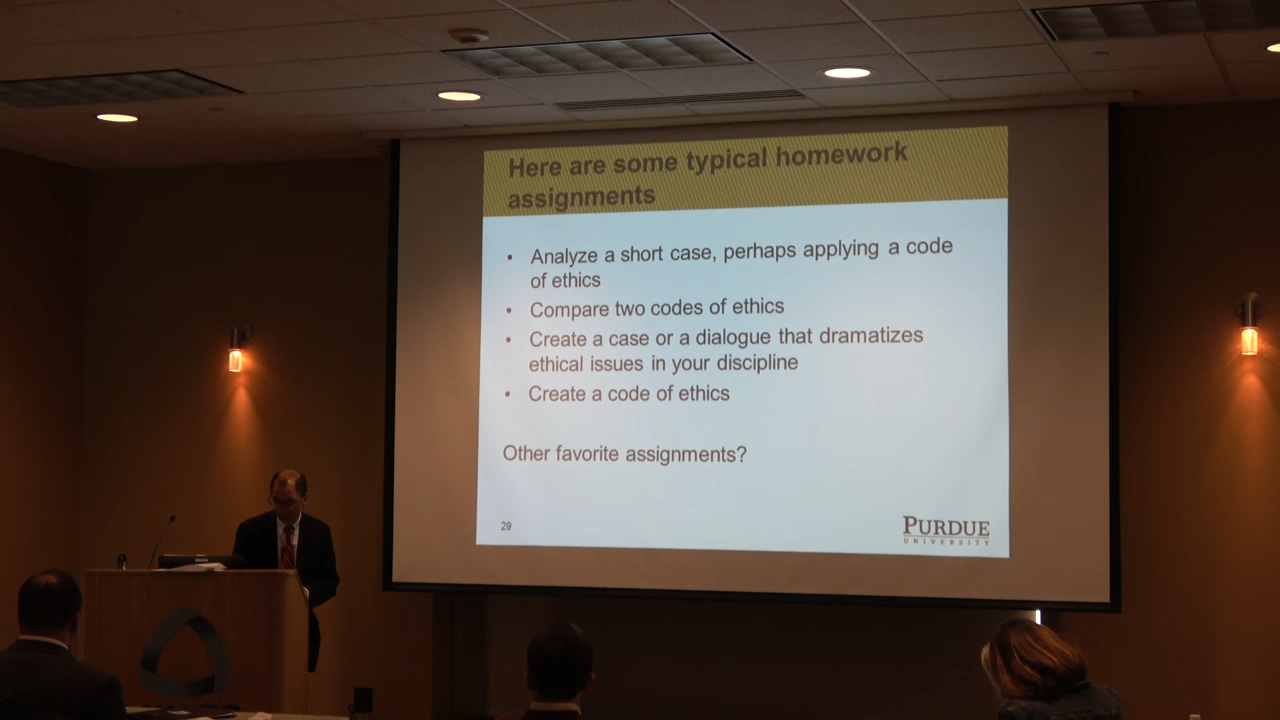 Here are some typical homework
assignments
• Analyze a short case, perhaps applying a code
of ethics
• Compare two codes of ethics
• Create a case or a dialogue that dramatizes
ethical issues in your discipline
• Create a code of ethics
Other favorite assignments?
29
PURDUE
UNIVERSITY